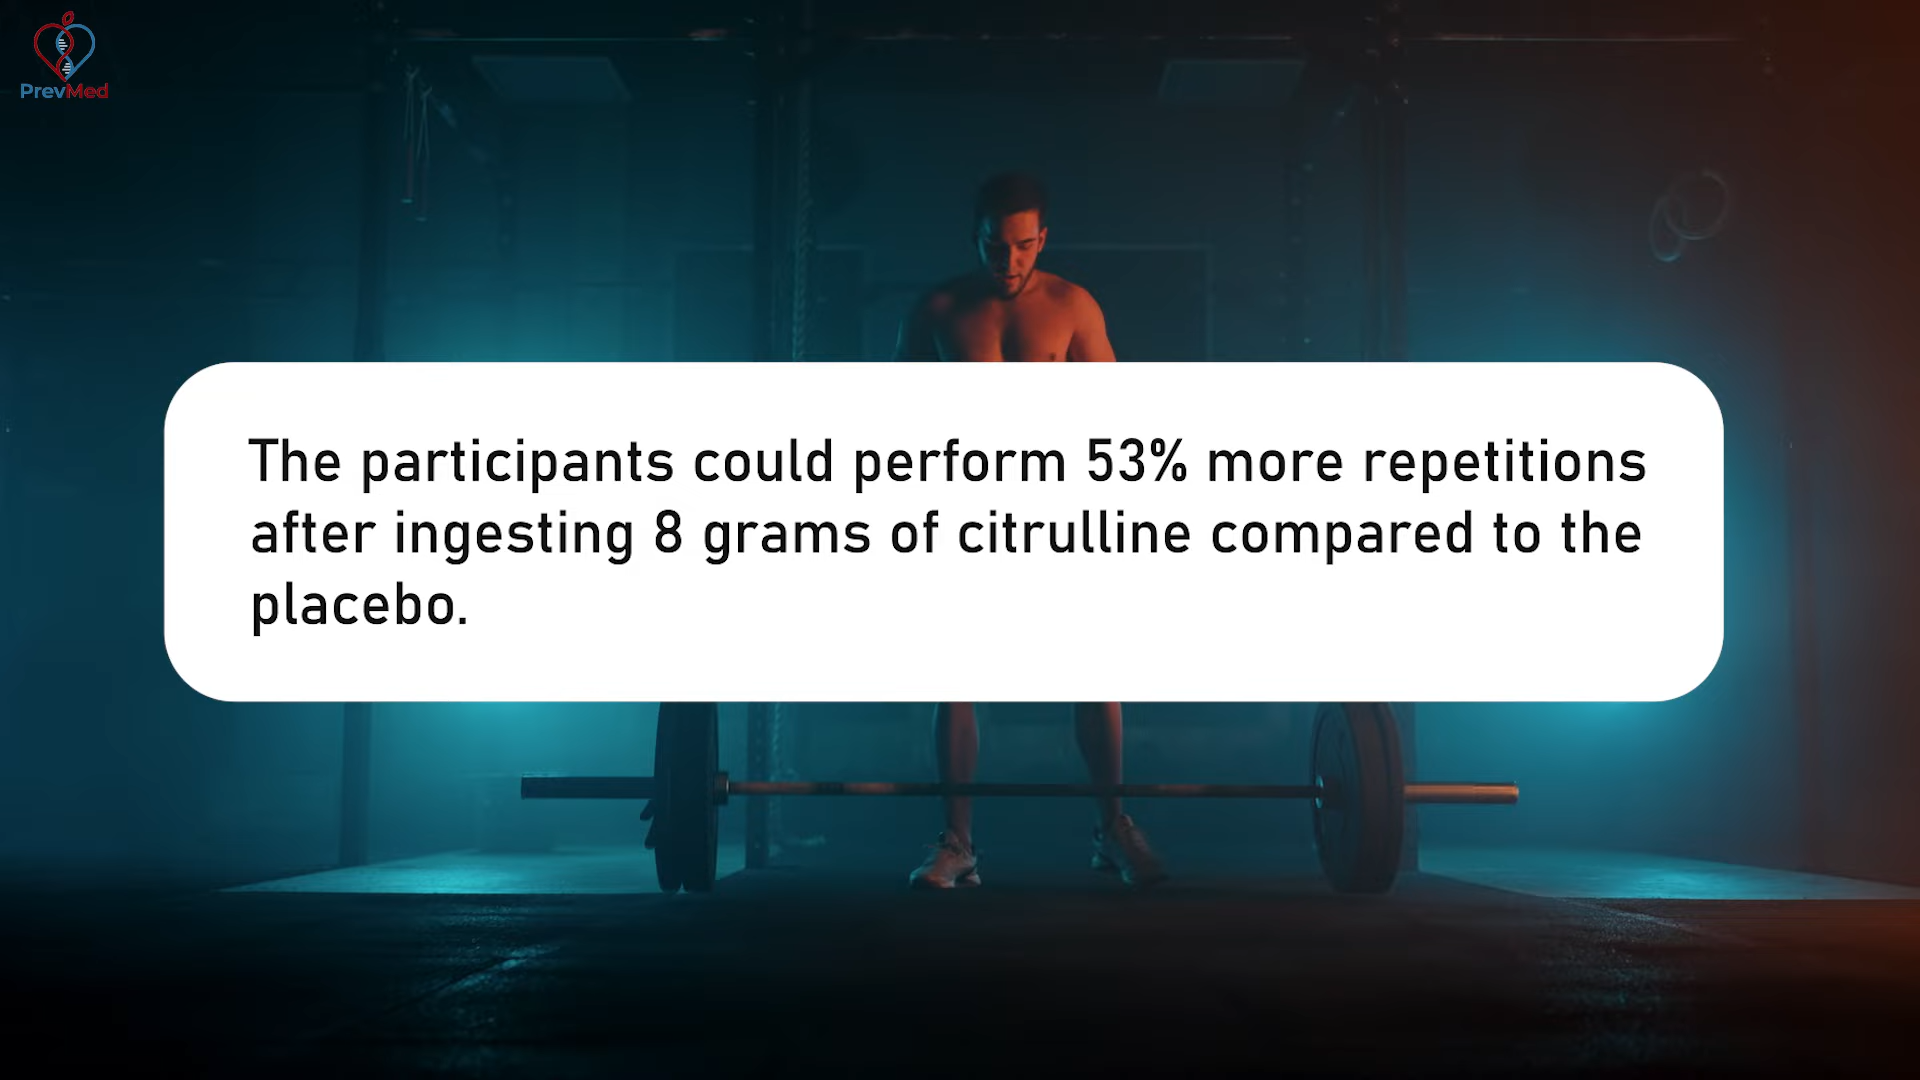 PrevMed
The participants could perform 53% more repetitions
after ingesting 8 grams of citrulline compared to the
placebo.